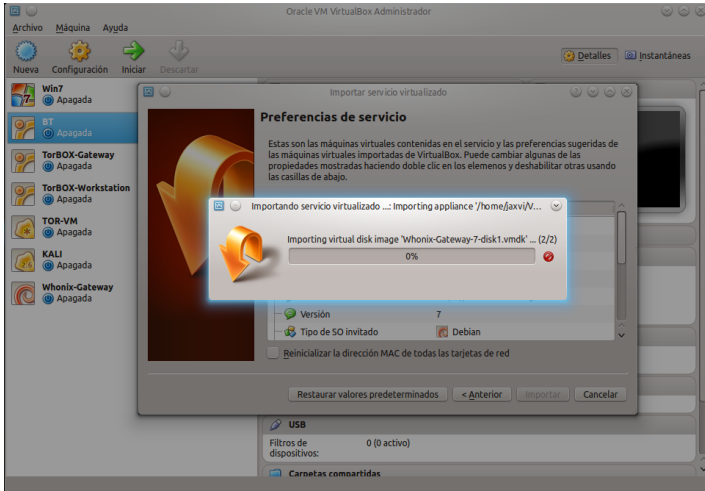 Oracle VM VirtualBox Administrador
Archivo Máquina Ayuda
Nueva Configuración Iniciar Descartar
Detalles Instantáneas
Win7
Apagada
BT
Apagada
TorBOX-Gateway
Apagada
TorBOX-Workstation
Apagada
TOR-VM
Apagada
KALI
Apagada
Whonix-Gateway
Apagada
Importar servicio virtualizado
Preferencias de servicio
Estas son las máquinas virtuales contenidas en el servicio y las preferencias sugeridas de
las máquinas virtuales importadas de VirtualBox. Puede cambiar algunas de las
propiedades mostradas haciendo doble clic en los elemenos y deshabilitar otras usando
las casillas de abajo.
Importando servicio virtualizado ...: Importing appliance '/home/jaxvi/V...
Importing virtual disk image 'Whonix-Gateway-7-disk1.vmdk' ... (2/2)
0%
Versión 7
Tipo de SO invitado Debian
Reinicializar la dirección MAC de todas las tarjetas de red
Restaurar valores predeterminados < Anterior Importar Cancelar
USB
Filtros de dispositivos: 0 (0 activo)
Carpetas compartidas